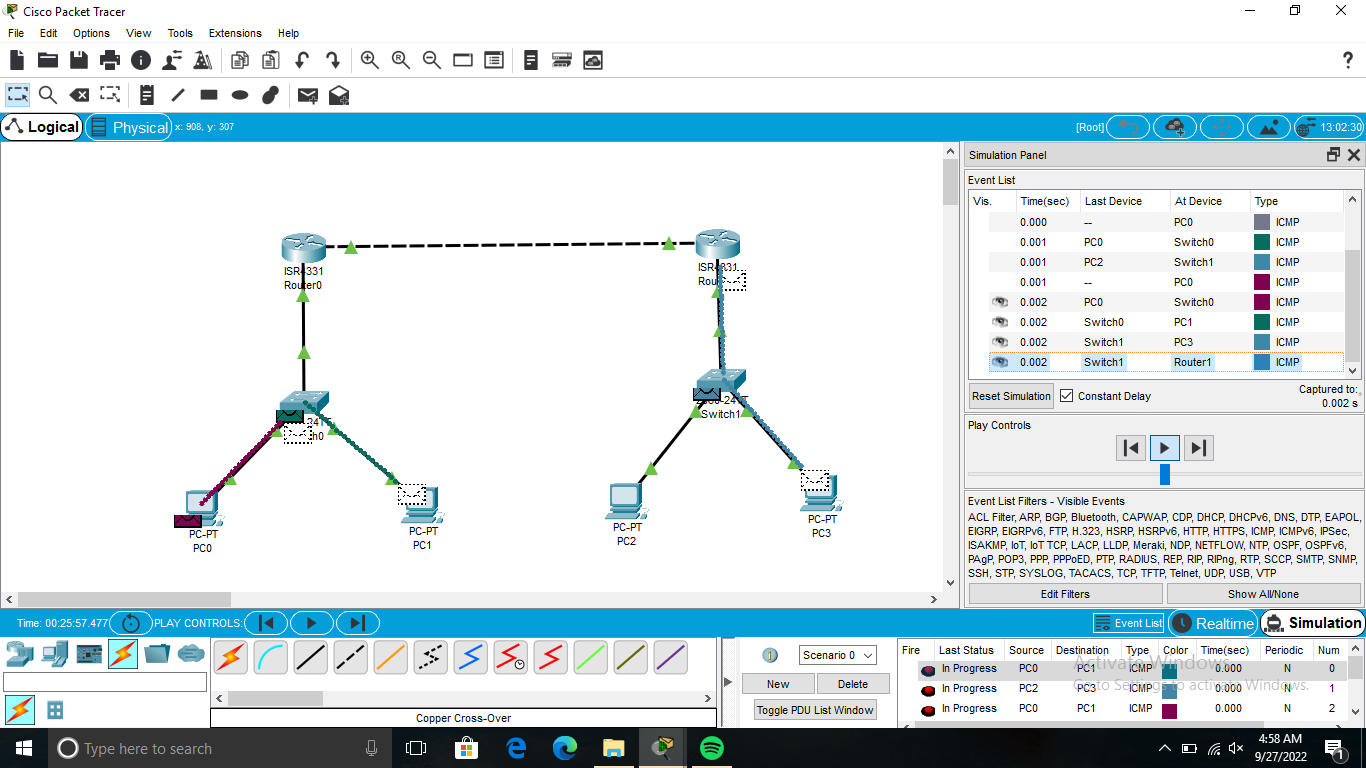 Cisco Packet Tracer
File Edit Options View Tools Extensions Help
Logical Physical x: 908, y: 307 [Root] 13:02:30
ISR4331
Router0
PC-PT
PC0
PC-PT
PC1
Switch1
PC-PT
PC2
PC-PT
PC3
Simulation Panel
Event List
Vis. Time(sec) Last Device At Device Type
0.000 -- PC0 ICMP
0.001 PC0 Switch0 ICMP
0.001 PC2 Switch1 ICMP
0.001 -- PC0 ICMP
0.002 PC0 Switch0 ICMP
0.002 Switch0 PC1 ICMP
0.002 Switch1 PC3 ICMP
0.002 Switch1 Router1 ICMP
Reset Simulation Constant Delay Captured to:
0.002 s
Play Controls
Event List Filters - Visible Events
ACL Filter, ARP, BGP, Bluetooth, CAPWAP, CDP, DHCP, DHCPv6, DNS, DTP, EAPOL,
EIGRP, EIGRPv6, FTP, H.323, HSRP, HSRPv6, HTTP, HTTPS, ICMP, ICMPv6, IPSec,
ISAKMP, IoT, IoT TCP, LACP, LLDP, Meraki, NDP, NETFLOW, NTP, OSPF, OSPFv6,
PAgP, POP3, PPP, PPPoED, PTP, RADIUS, REP, RIP, RIPng, RTP, SCCP, SMTP, SNMP,
SSH, STP, SYSLOG, TACACS, TCP, TFTP, Telnet, UDP, USB, VTP
Edit Filters Show All/None
Time: 00:25:57.477 PLAY CONTROLS: Event List Realtime Simulation
Copper Cross-Over
Scenario 0
New Delete
Toggle PDU List Window
Fire Last Status Source Destination Type Color Time(sec) Periodic Num
In Progress PC0 PC1 ICMP 0.000 N 0
In Progress PC2 PC3 ICMP 0.000 N 1
In Progress PC0 PC1 ICMP 0.000 N 2
Activate Windows
Go to Settings to activate Windows.
Type here to search
4:58 AM
9/27/2022
1